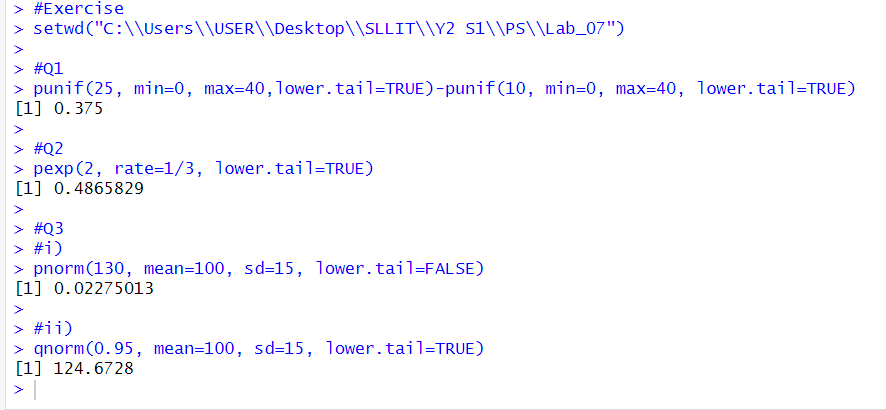 > #Exercise
> setwd("C:\\Users\\USER\\Desktop\\SLLIT\\Y2 S1\\PS\\Lab_07")
>
> #Q1
> punif(25, min=0, max=40,lower.tail=TRUE)-punif(10, min=0, max=40, lower.tail=TRUE)
[1] 0.375
>
> #Q2
> pexp(2, rate=1/3, lower.tail=TRUE)
[1] 0.4865829
>
> #Q3
> #i)
> pnorm(130, mean=100, sd=15, lower.tail=FALSE)
[1] 0.02275013
>
> #ii)
> qnorm(0.95, mean=100, sd=15, lower.tail=TRUE)
[1] 124.6728
>